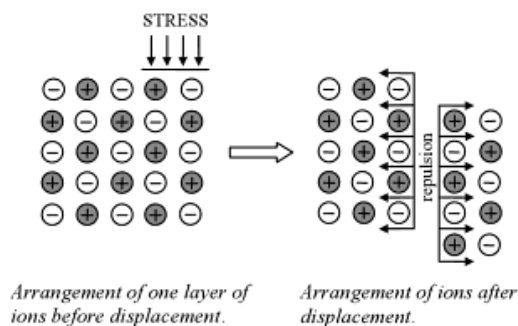 STRESS
repulsion
Arrangement of one layer of
ions before displacement.
Arrangement of ions after
displacement.